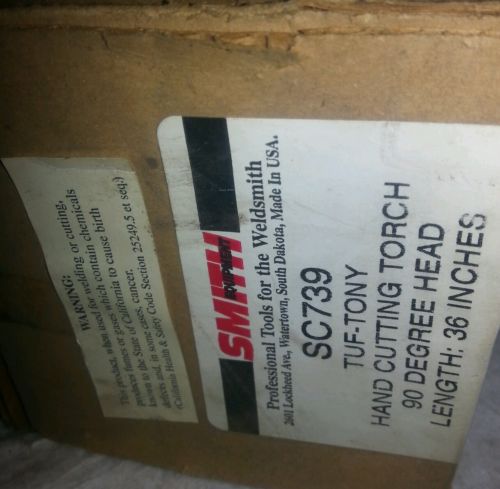 WARNING:
This product, when used for welding or cutting,
produces fumes or gases which contain chemicals
known to the State of California to cause birth
defects and, in some cases, cancer.
(California Health & Safety Code Section 25249.5 et seq.)
SMITH
EQUIPMENT
Professional Tools for the Weldsmith
2601 Lockheed Ave., Watertown, South Dakota, Made In USA.
SC739
TUF-TONY
HAND CUTTING TORCH
90 DEGREE HEAD
LENGTH: 36 INCHES